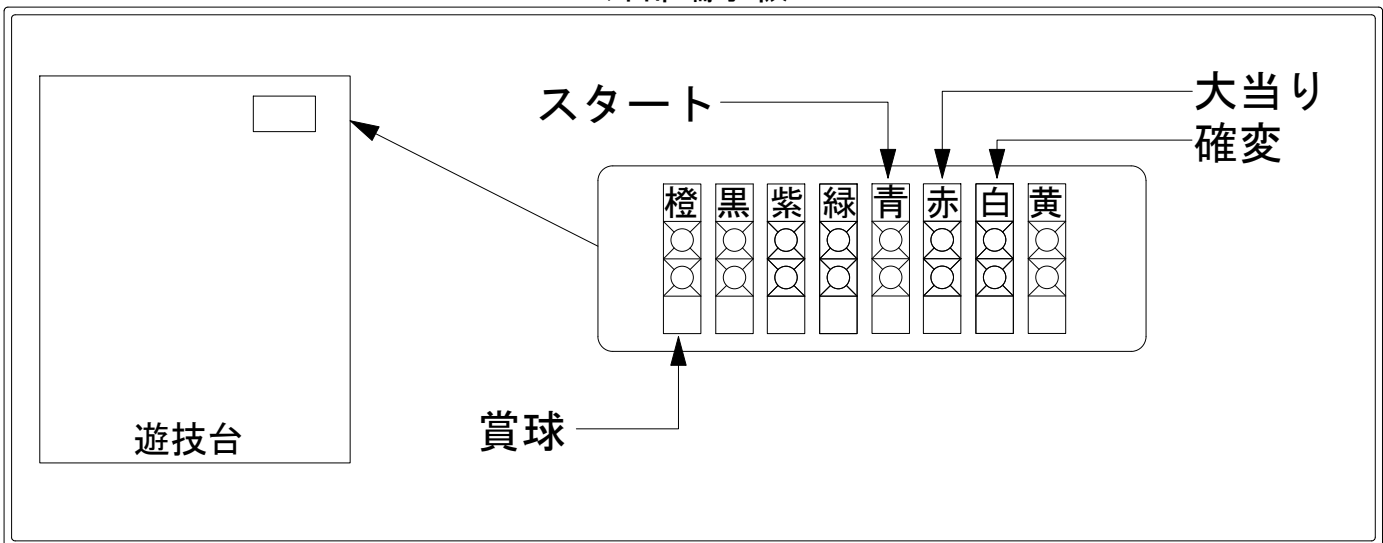 スタート
大当り
確変
橙 黒 紫 緑 青 赤 白 黄
賞球
遊技台